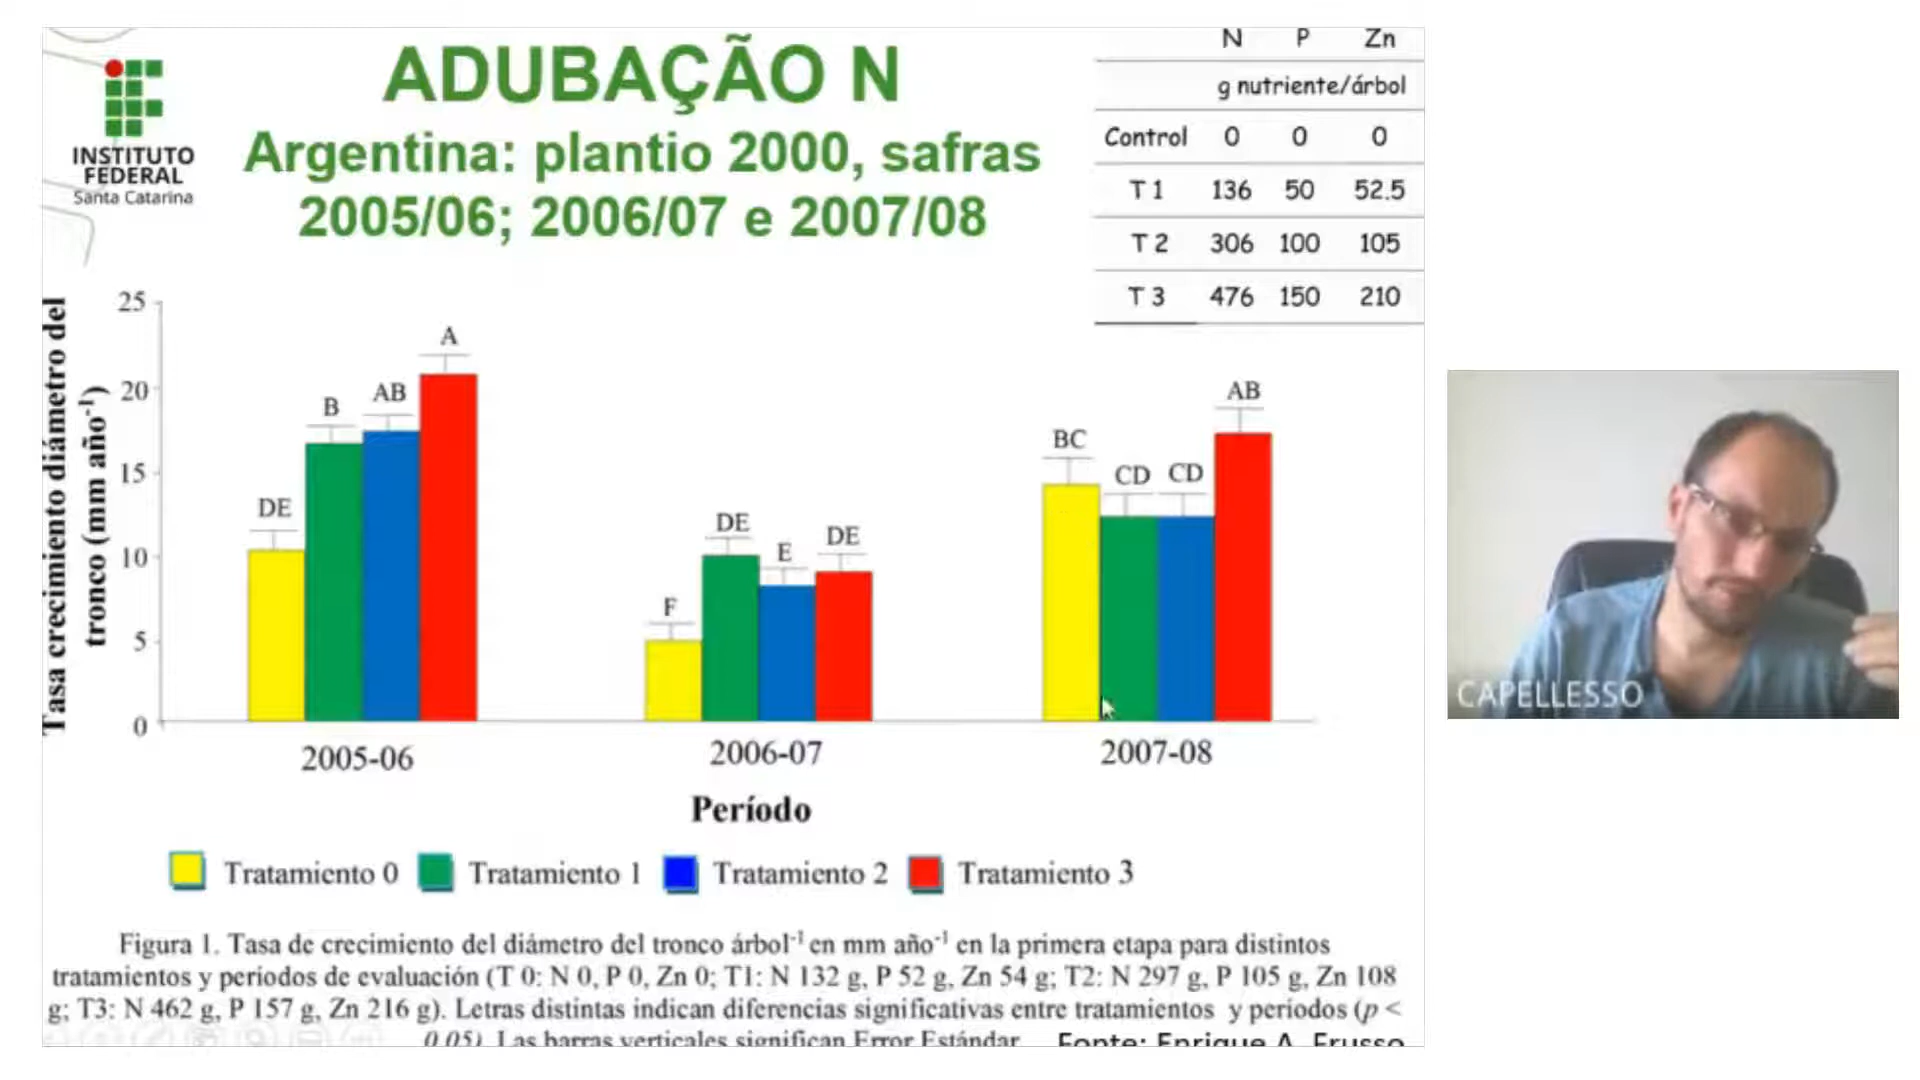 INSTITUTO
FEDERAL
Santa Catarina
ADUBAÇÃO N
Argentina: plantio 2000, safras
2005/06; 2006/07 e 2007/08
N P Zn
g nutriente/árbol
Control 0 0 0
T 1 136 50 52.5
T 2 306 100 105
T 3 476 150 210
Tasa crecimiento diámetro del
tronco (mm año⁻¹)
25
20
15
10
5
0
DE B AB A
F DE E DE
BC CD CD AB
2005-06 2006-07 2007-08
Período
Tratamiento 0 Tratamiento 1 Tratamiento 2 Tratamiento 3
Figura 1. Tasa de crecimiento del diámetro del tronco árbol⁻¹ en mm año⁻¹ en la primera etapa para distintos
tratamientos y períodos de evaluación (T 0: N 0, P 0, Zn 0; T1: N 132 g, P 52 g, Zn 54 g; T2: N 297 g, P 105 g, Zn 108
g; T3: N 462 g, P 157 g, Zn 216 g). Letras distintas indican diferencias significativas entre tratamientos y períodos (p <
0.05). Las barras verticales significan Error Estándar
Fonte: Enrique A. Frusso
CAPELLESSO